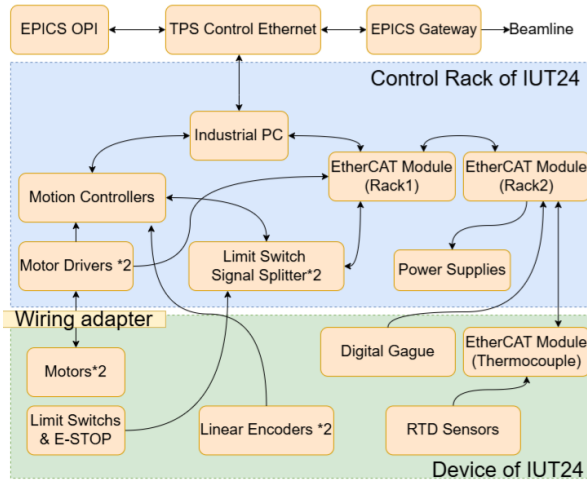 EPICS OPI
TPS Control Ethernet
EPICS Gateway
Beamline
Control Rack of IUT24
Industrial PC
EtherCAT Module
(Rack1)
EtherCAT Module
(Rack2)
Motion Controllers
Motor Drivers *2
Limit Switch
Signal Splitter*2
Power Supplies
Wiring adapter
Digital Gague
EtherCAT Module
(Thermocouple)
Motors*2
Limit Switchs
& E-STOP
Linear Encoders *2
RTD Sensors
Device of IUT24